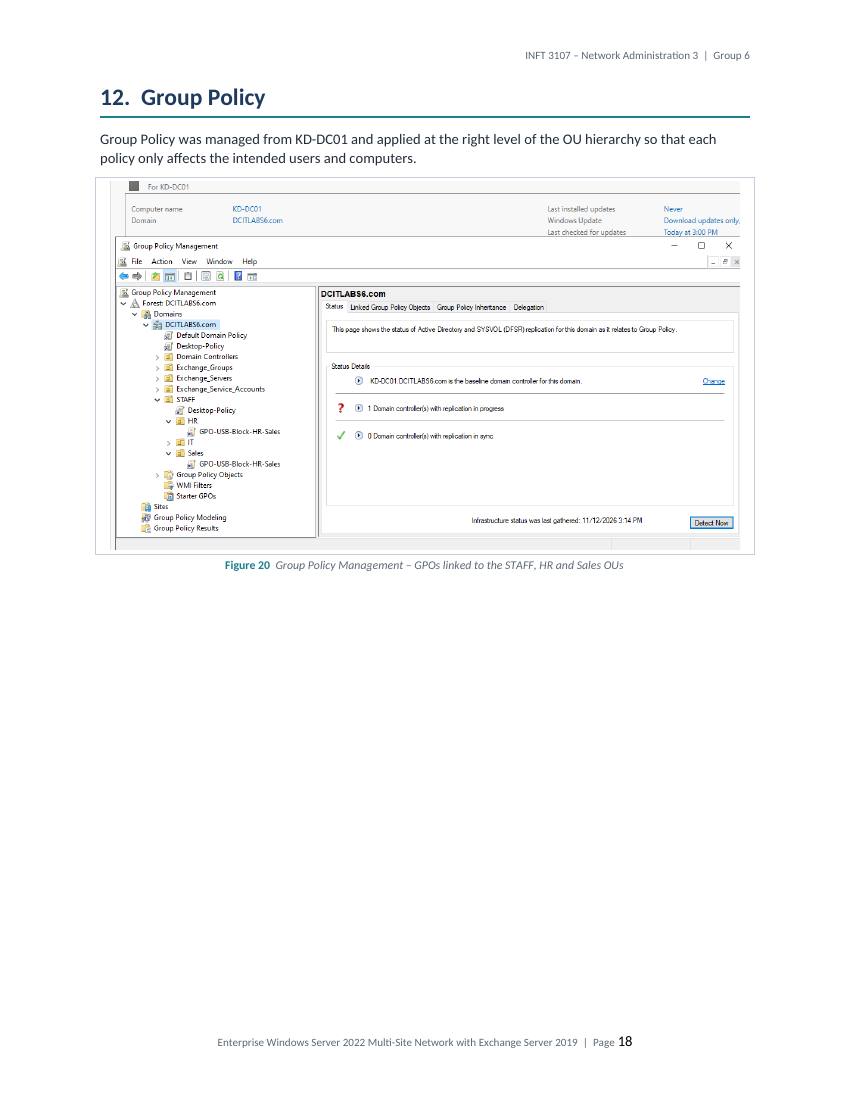 INFT 3107 – Network Administration 3 | Group 6
12. Group Policy
Group Policy was managed from KD-DC01 and applied at the right level of the OU hierarchy so that each
policy only affects the intended users and computers.
For KD-DC01
Computer name KD-DC01 Last installed updates Never
Domain DCITLABS6.com Windows Update Download updates only,
Last checked for updates Today at 3:00 PM
Group Policy Management
File Action View Window Help
Group Policy Management
Forest: DCITLABS6.com
Domains
DCITLABS6.com
Default Domain Policy
Desktop-Policy
Domain Controllers
Exchange_Groups
Exchange_Servers
Exchange_Service_Accounts
STAFF
Desktop-Policy
HR
GPO-USB-Block-HR-Sales
IT
Sales
GPO-USB-Block-HR-Sales
Group Policy Objects
WMI Filters
Starter GPOs
Sites
Group Policy Modeling
Group Policy Results
DCITLABS6.com
Status Linked Group Policy Objects Group Policy Inheritance Delegation
This page shows the status of Active Directory and SYSVOL (DFSR) replication for this domain as it relates to Group Policy.
Status Details
KD-DC01.DCITLABS6.com is the baseline domain controller for this domain. Change
1 Domain controller(s) with replication in progress
0 Domain controller(s) with replication in sync
Infrastructure status was last gathered: 11/12/2026 3:14 PM Detect Now
Figure 20 Group Policy Management – GPOs linked to the STAFF, HR and Sales OUs
Enterprise Windows Server 2022 Multi-Site Network with Exchange Server 2019 | Page 18